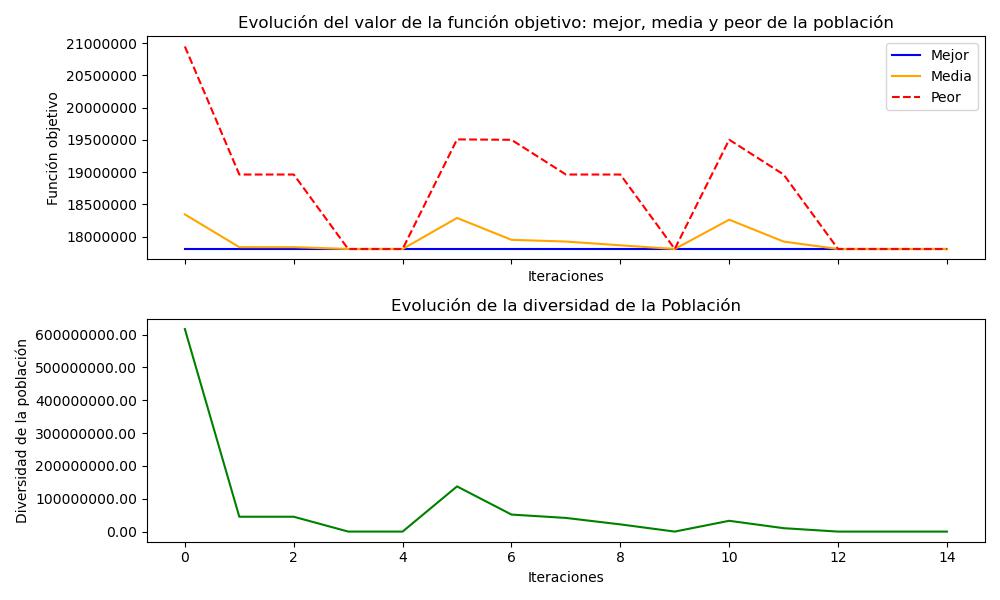 Evolución del valor de la función objetivo: mejor, media y peor de la población
21000000
20500000
20000000
19500000
19000000
18500000
18000000
Función objetivo
Mejor
Media
Peor
Iteraciones
Evolución de la diversidad de la Población
600000000.00
500000000.00
400000000.00
300000000.00
200000000.00
100000000.00
0.00
Diversidad de la población
0 2 4 6 8 10 12 14
Iteraciones